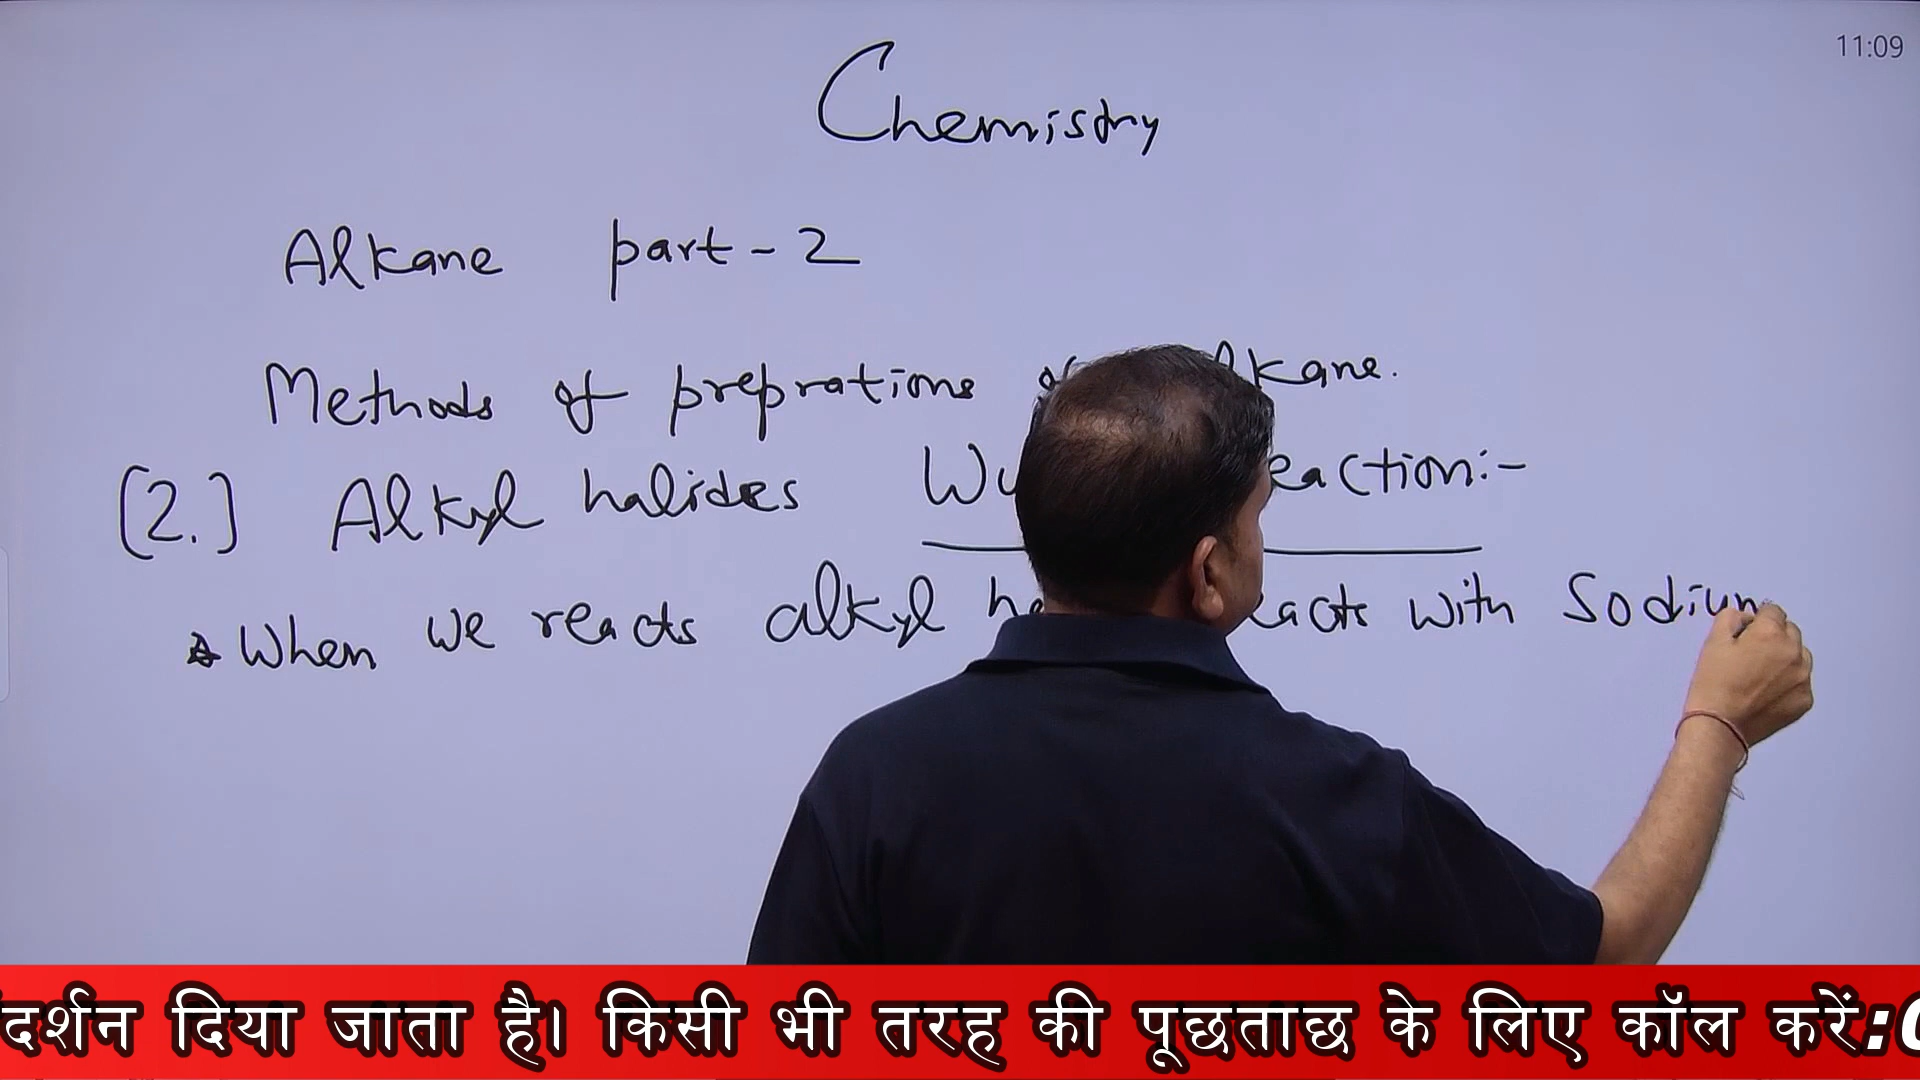 11:09
Chemistry
Alkane part - 2
Methods of preprations
(2.) Alkyl halides
When we reacts alkyl with Sodium
दर्शन दिया जाता है। किसी भी तरह की पूछताछ के लिए कॉल करें: